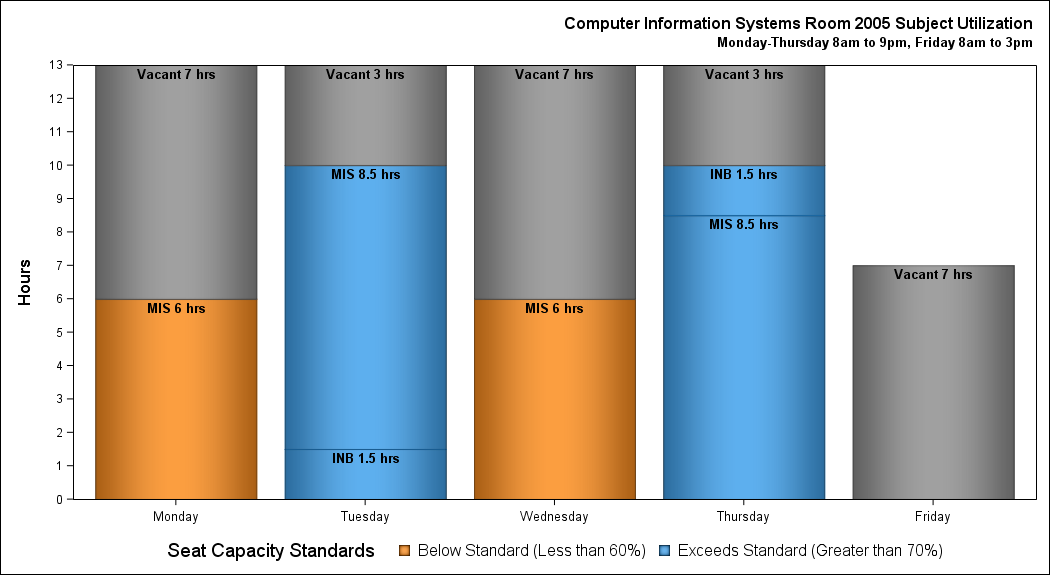 Computer Information Systems Room 2005 Subject Utilization
Monday-Thursday 8am to 9pm, Friday 8am to 3pm
Hours
13
12
11
10
9
8
7
6
5
4
3
2
1
0
Vacant 7 hrs
MIS 6 hrs
Vacant 3 hrs
MIS 8.5 hrs
INB 1.5 hrs
Vacant 7 hrs
MIS 6 hrs
Vacant 3 hrs
INB 1.5 hrs
MIS 8.5 hrs
Vacant 7 hrs
Monday Tuesday Wednesday Thursday Friday
Seat Capacity Standards Below Standard (Less than 60%) Exceeds Standard (Greater than 70%)